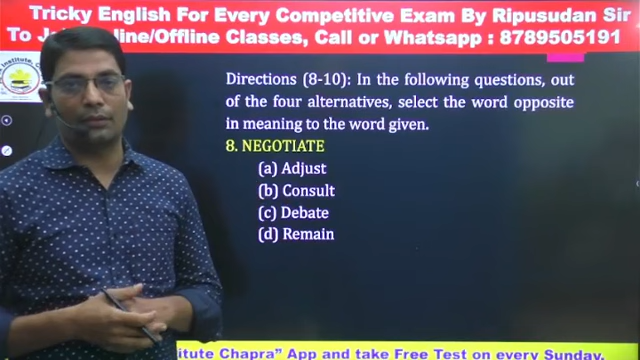 Tricky English For Every Competitive Exam By Ripusudan Sir
To Join Online/Offline Classes, Call or Whatsapp : 8789505191
Directions (8-10): In the following questions, out
of the four alternatives, select the word opposite
in meaning to the word given.
8. NEGOTIATE
(a) Adjust
(b) Consult
(c) Debate
(d) Remain
itute Chapra" App and take Free Test on every Sunday.